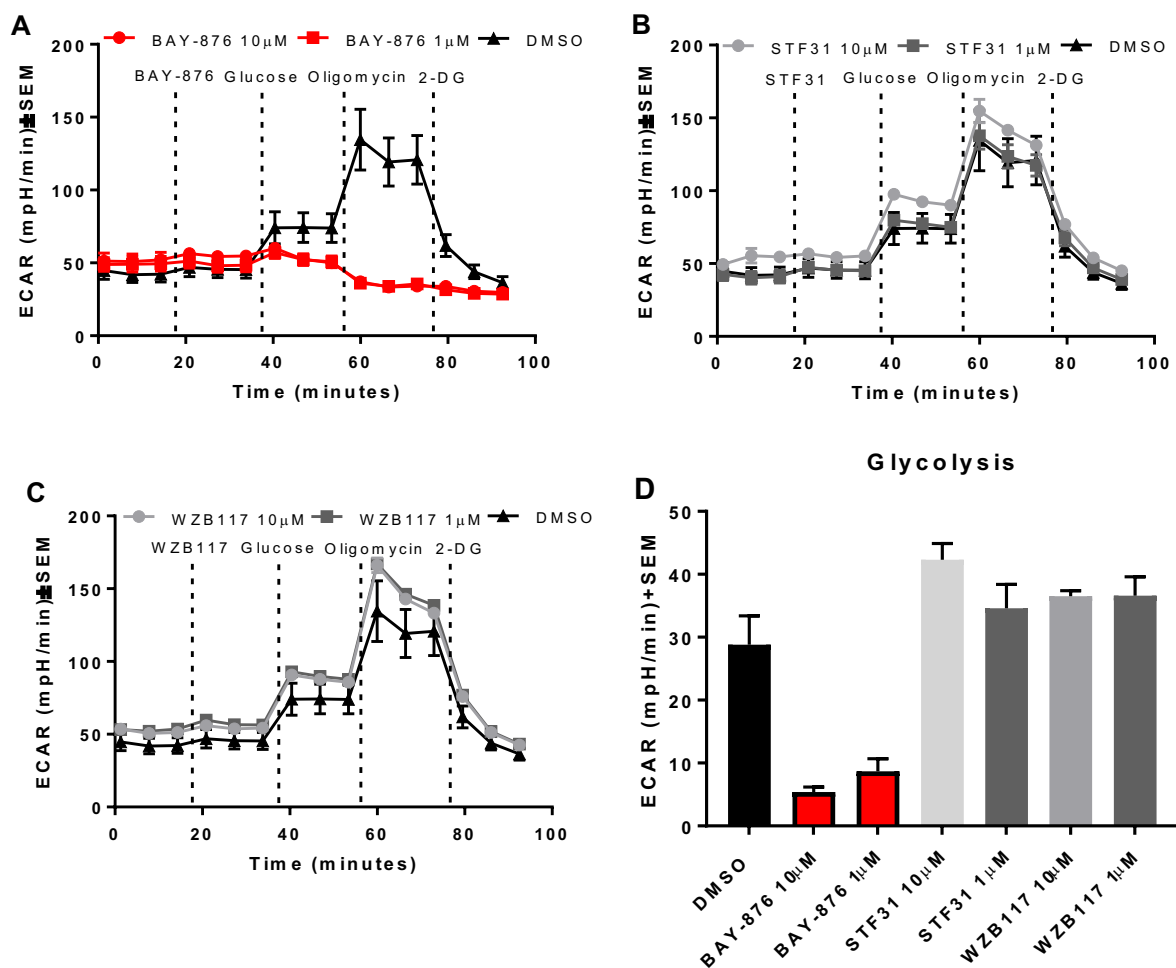 A
BAY-876 10μM BAY-876 1μM DMSO
BAY-876 Glucose Oligomycin 2-DG
ECAR (mpH/min)±SEM
200
150
100
50
0
0 20 40 60 80 100
Time (minutes)
B
STF31 10μM STF31 1μM DMSO
STF31 Glucose Oligomycin 2-DG
ECAR (mpH/min)±SEM
200
150
100
50
0
0 20 40 60 80 100
Time (minutes)
C
WZB117 10μM WZB117 1μM DMSO
WZB117 Glucose Oligomycin 2-DG
ECAR (mpH/min)±SEM
200
150
100
50
0
0 20 40 60 80 100
Time (minutes)
Glycolysis
D
ECAR (mpH/min)+SEM
50
40
30
20
10
0
DMSO
BAY-876 10μM
BAY-876 1μM
STF31 10μM
STF31 1μM
WZB117 10μM
WZB117 1μM